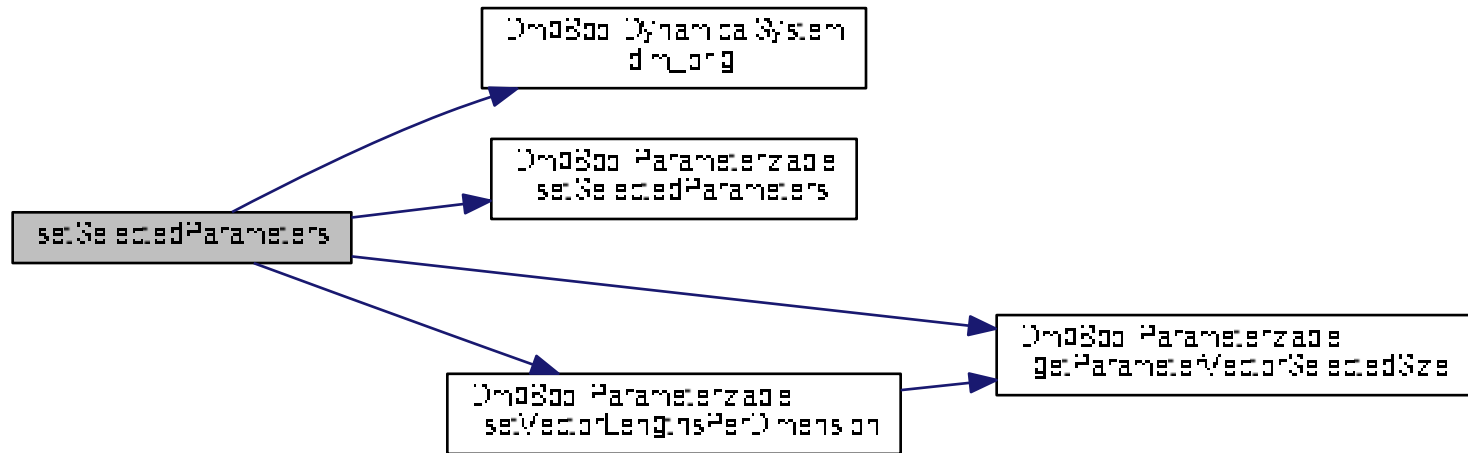 DmpBbo::DynamicalSystem
::dim_orig
DmpBbo::Parameterizable
::setSelectedParameters
setSelectedParameters
DmpBbo::Parameterizable
::getParameterVectorSelectedSize
DmpBbo::Parameterizable
::setVectorLengthsPerDimension